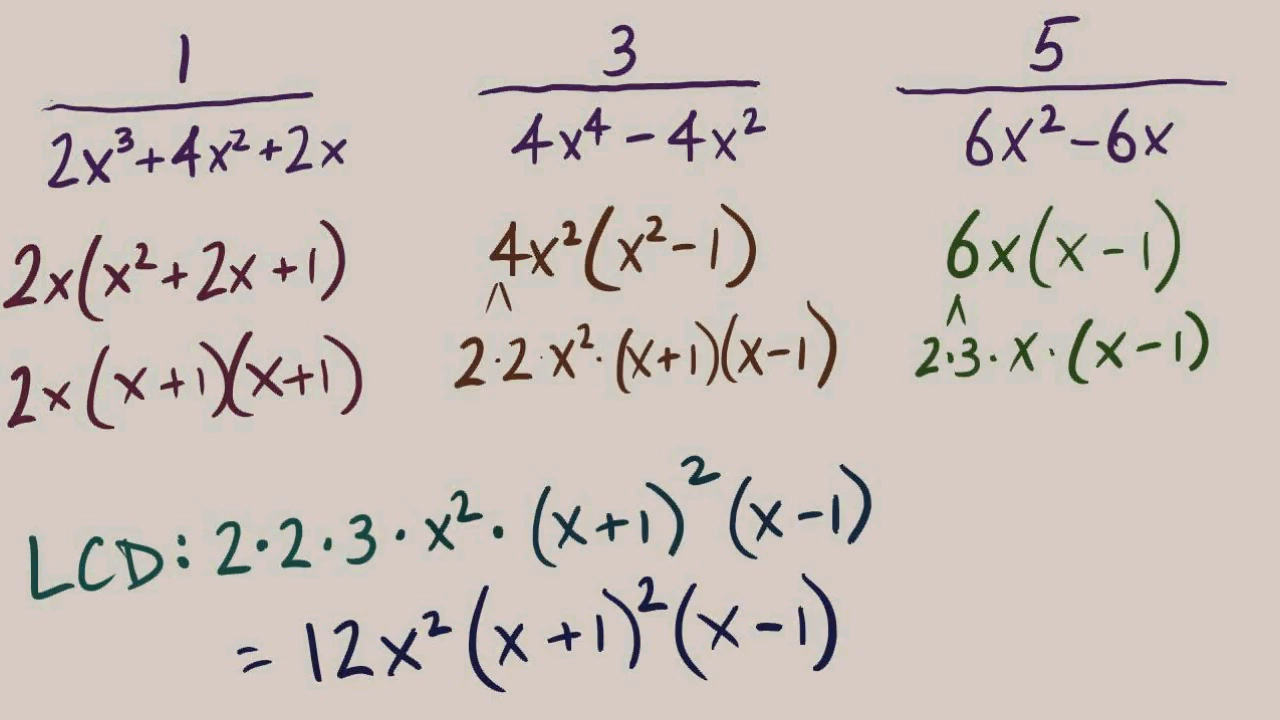 1/(2x³+4x²+2x) 3/(4x⁴-4x²) 5/(6x²-6x)
2x(x²+2x+1) 4x²(x²-1) 6x(x-1)
2x(x+1)(x+1) 2·2·x²·(x+1)(x-1) 2·3·x·(x-1)
LCD: 2·2·3·x²·(x+1)²(x-1)
= 12x²(x+1)²(x-1)